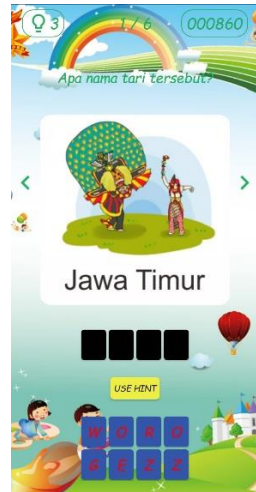 3
1 / 6
000860
Apa nama tari tersebut?
<
>
Jawa Timur
USE HINT
W O R O
G E Z Z